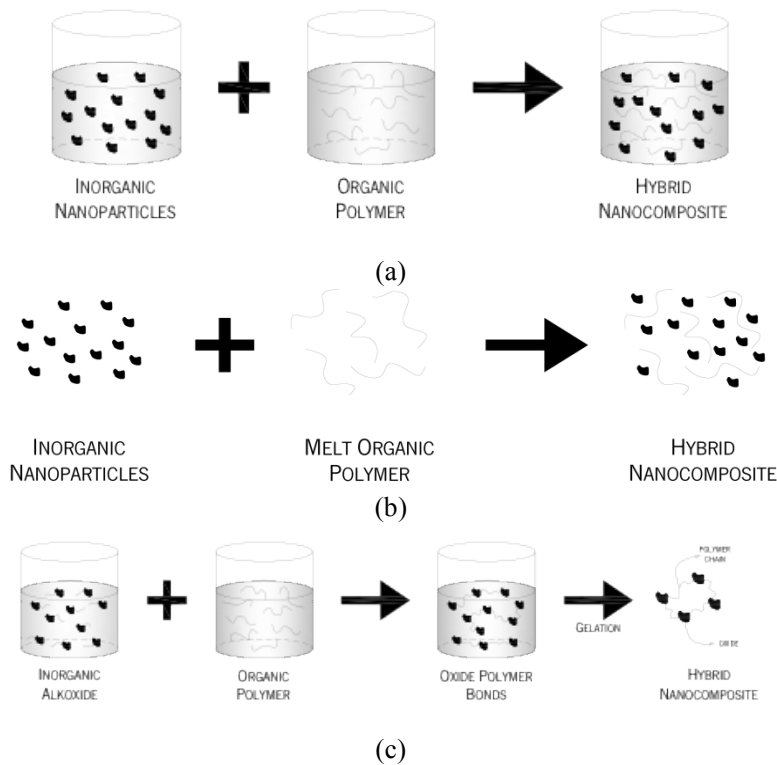 INORGANIC NANOPARTICLES
ORGANIC POLYMER
HYBRID NANOCOMPOSITE
(a)
INORGANIC NANOPARTICLES
MELT ORGANIC POLYMER
HYBRID NANOCOMPOSITE
(b)
POLYMER CHAIN
GELATION
OXIDE
INORGANIC ALKOXIDE
ORGANIC POLYMER
OXIDE POLYMER BONDS
HYBRID NANOCOMPOSITE
(c)